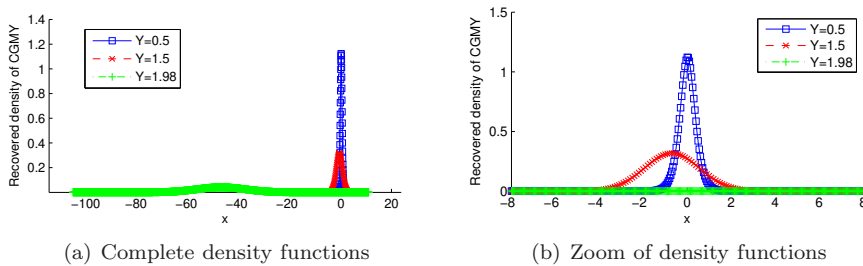 Recovered density of CGMY
1.4
1.2
1
0.8
0.6
0.4
0.2
−100 −80 −60 −40 −20 0 20
x
Y=0.5
Y=1.5
Y=1.98
(a) Complete density functions
Recovered density of CGMY
1.5
1
0.5
0
−8 −6 −4 −2 0 2 4 6 8
x
Y=0.5
Y=1.5
Y=1.98
(b) Zoom of density functions